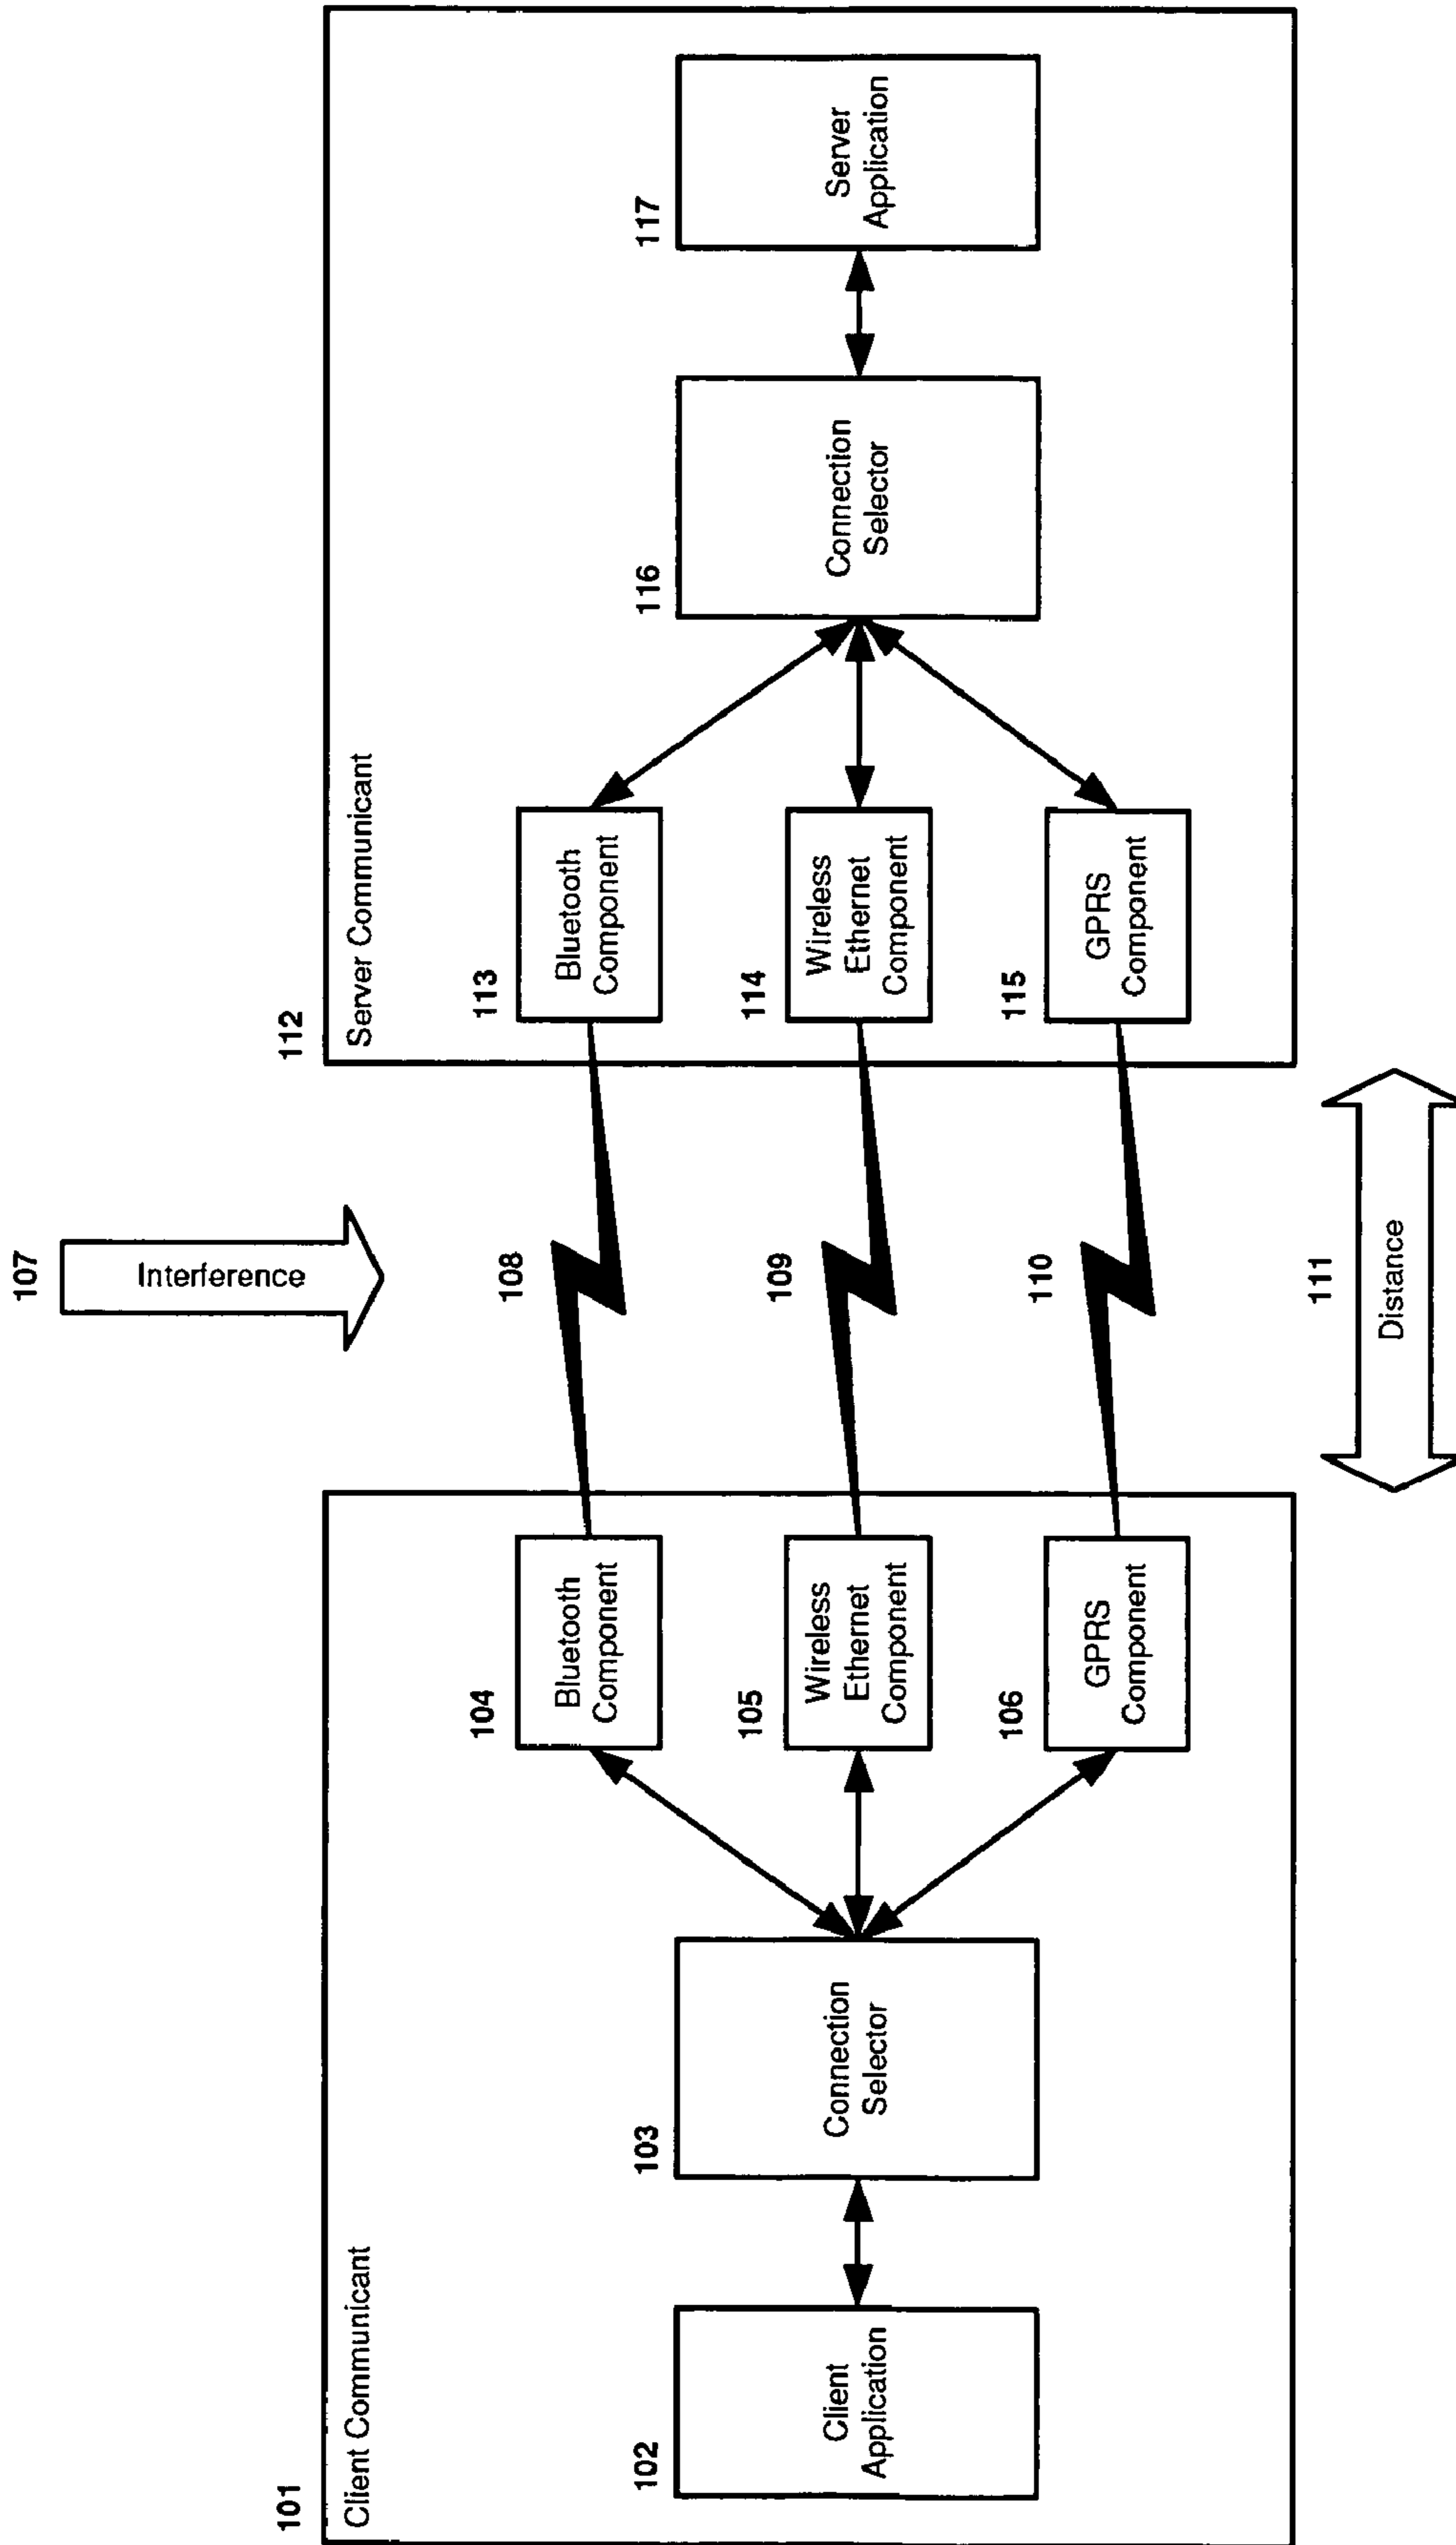 107
Interference
101
Client Communicant
102
Client
Application
103
Connection
Selector
104
Bluetooth
Component
105
Wireless
Ethernet
Component
106
GPRS
Component
108
109
110
111
Distance
112
Server Communicant
113
Bluetooth
Component
114
Wireless
Ethernet
Component
115
GPRS
Component
116
Connection
Selector
117
Server
Application